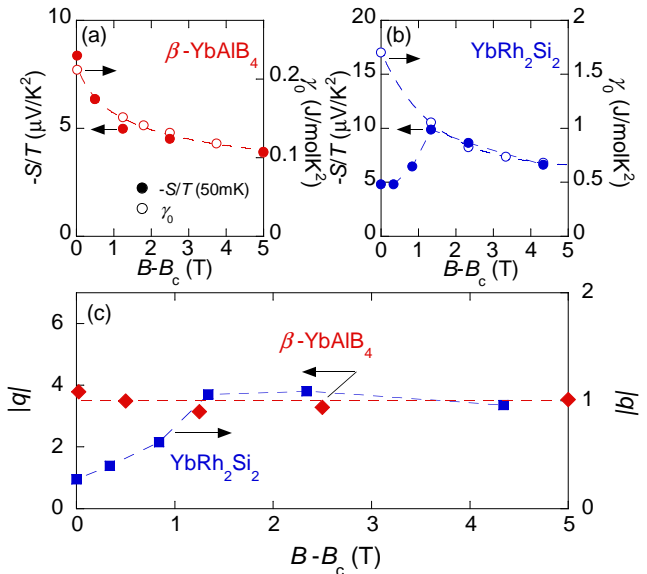 (a)
β-YbAlB4
10
5
0
-S/T (μV/K2)
0.2
0.1
0
γ0 (J/molK2)
-S/T (50mK)
γ0
0 1 2 3 4 5
B-Bc (T)
(b)
YbRh2Si2
20
15
10
5
0
-S/T (μV/K2)
2
1.5
1
0.5
0
γ0 (J/molK2)
0 1 2 3 4 5
B-Bc (T)
(c)
β-YbAlB4
YbRh2Si2
6
4
2
0
|q|
2
1
0
|q|
0 1 2 3 4 5
B-Bc (T)